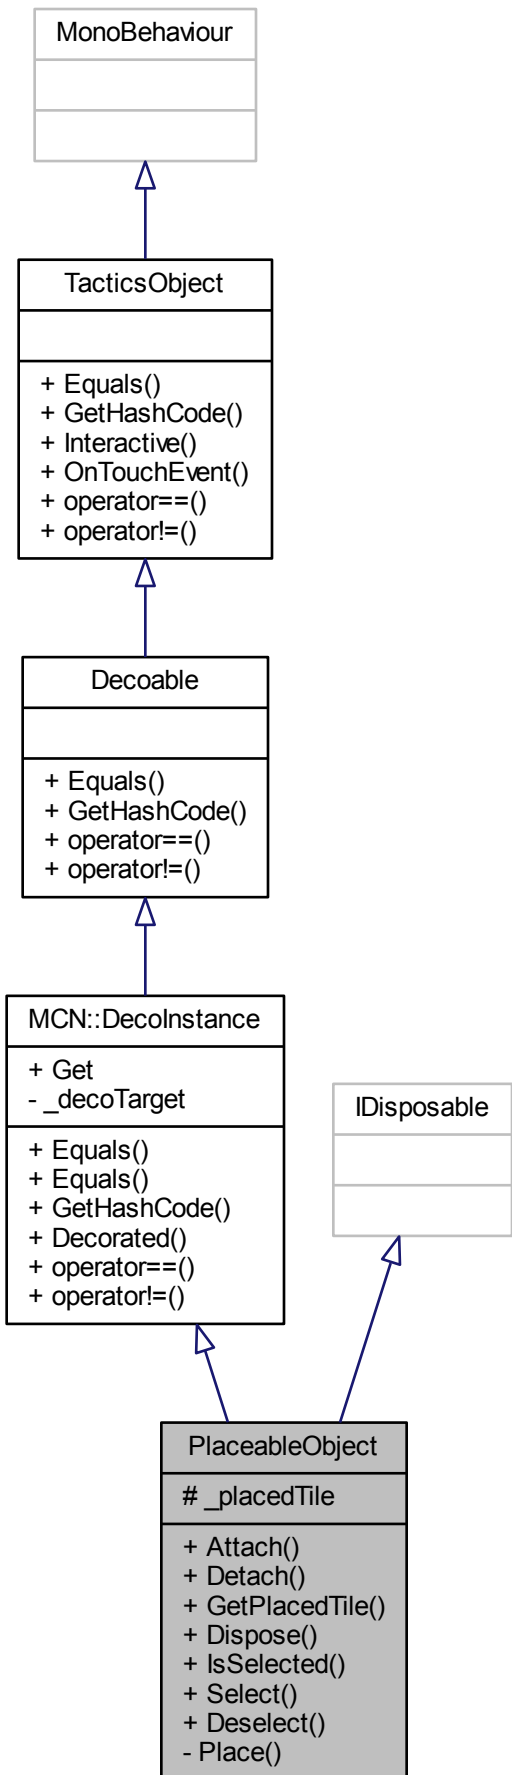 MonoBehaviour
TacticsObject
+ Equals()
+ GetHashCode()
+ Interactive()
+ OnTouchEvent()
+ operator==()
+ operator!=()
Decoable
+ Equals()
+ GetHashCode()
+ operator==()
+ operator!=()
MCN::DecoInstance
+ Get
- _decoTarget
+ Equals()
+ Equals()
+ GetHashCode()
+ Decorated()
+ operator==()
+ operator!=()
IDisposable
PlaceableObject
# _placedTile
+ Attach()
+ Detach()
+ GetPlacedTile()
+ Dispose()
+ IsSelected()
+ Select()
+ Deselect()
- Place()